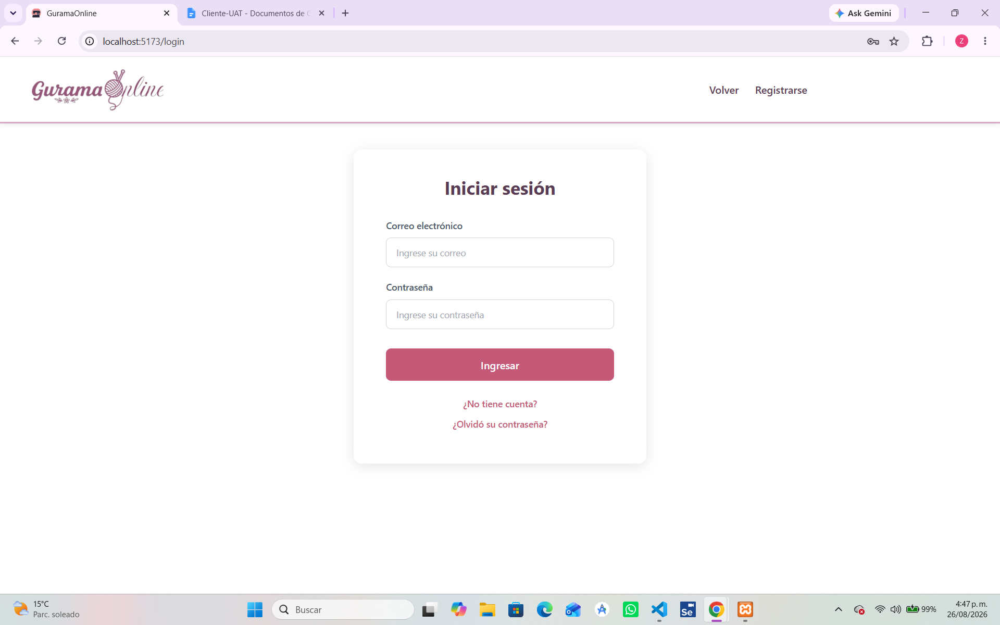 GuramaOnline
Cliente-UAT - Documentos de
Ask Gemini
localhost:5173/login
Z
GuramaOnline
Volver
Registrarse
Iniciar sesión
Correo electrónico
Ingrese su correo
Contraseña
Ingrese su contraseña
Ingresar
¿No tiene cuenta?
¿Olvidó su contraseña?
15°C
Parc. soleado
Buscar
Se
99%
4:47 p. m.
26/08/2026